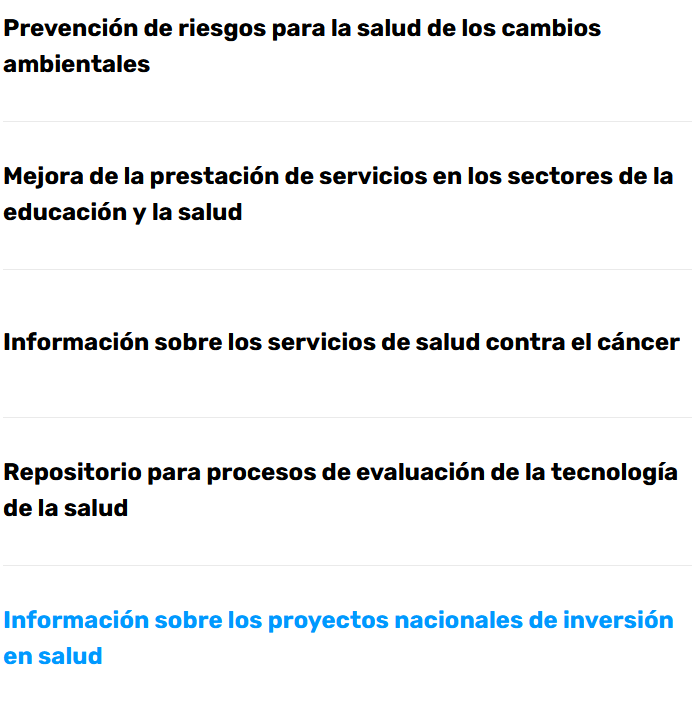 Prevención de riesgos para la salud de los cambios
ambientales
Mejora de la prestación de servicios en los sectores de la
educación y la salud
Información sobre los servicios de salud contra el cáncer
Repositorio para procesos de evaluación de la tecnología
de la salud
Información sobre los proyectos nacionales de inversión
en salud